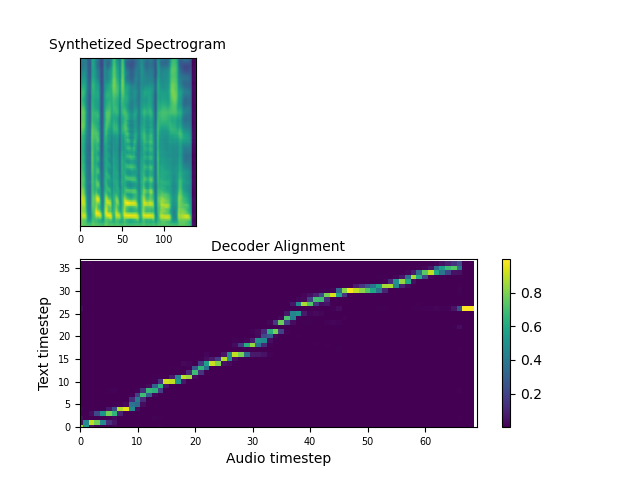 Synthetized Spectrogram
0 50 100
Decoder Alignment
35
30
25
20
15
10
5
0
Text timestep
0 10 20 30 40 50 60
Audio timestep
0.8
0.6
0.4
0.2